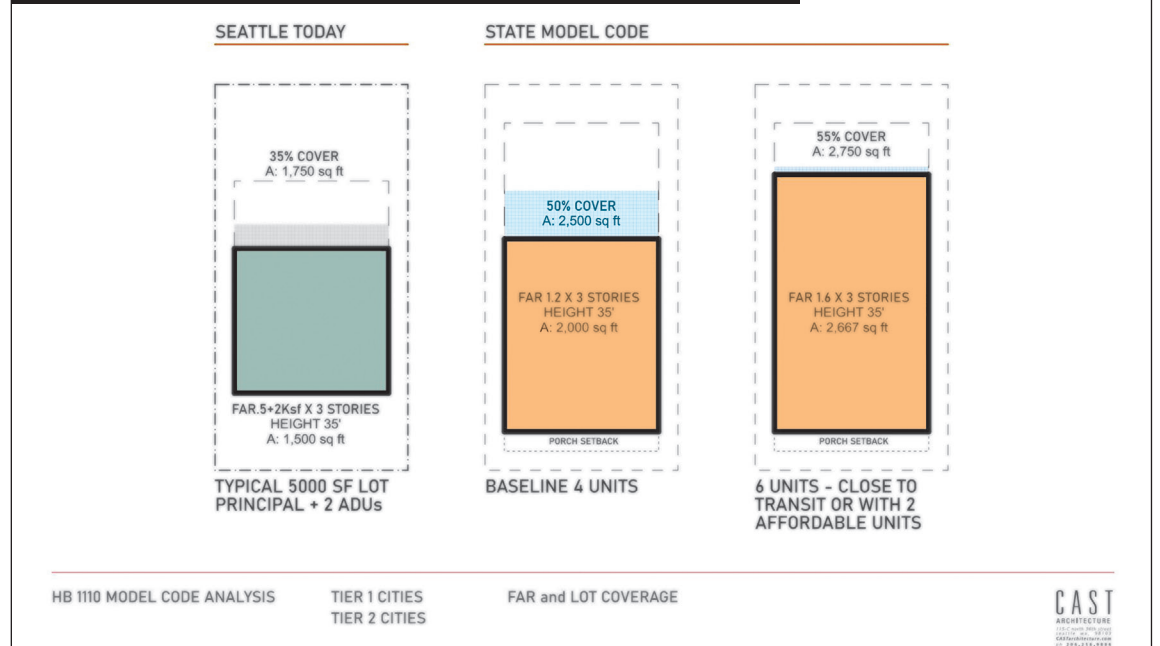 SEATTLE TODAY
STATE MODEL CODE
35% COVER
A: 1,750 sq ft
FAR.5+2Ksf X 3 STORIES
HEIGHT 35'
A: 1,500 sq ft
TYPICAL 5000 SF LOT
PRINCIPAL + 2 ADUs
50% COVER
A: 2,500 sq ft
FAR 1.2 X 3 STORIES
HEIGHT 35'
A: 2,000 sq ft
PORCH SETBACK
BASELINE 4 UNITS
55% COVER
A: 2,750 sq ft
FAR 1.6 X 3 STORIES
HEIGHT 35'
A: 2,667 sq ft
PORCH SETBACK
6 UNITS - CLOSE TO
TRANSIT OR WITH 2
AFFORDABLE UNITS
HB 1110 MODEL CODE ANALYSIS
TIER 1 CITIES
TIER 2 CITIES
FAR and LOT COVERAGE
CAST
ARCHITECTURE
CASTarchitecture.com